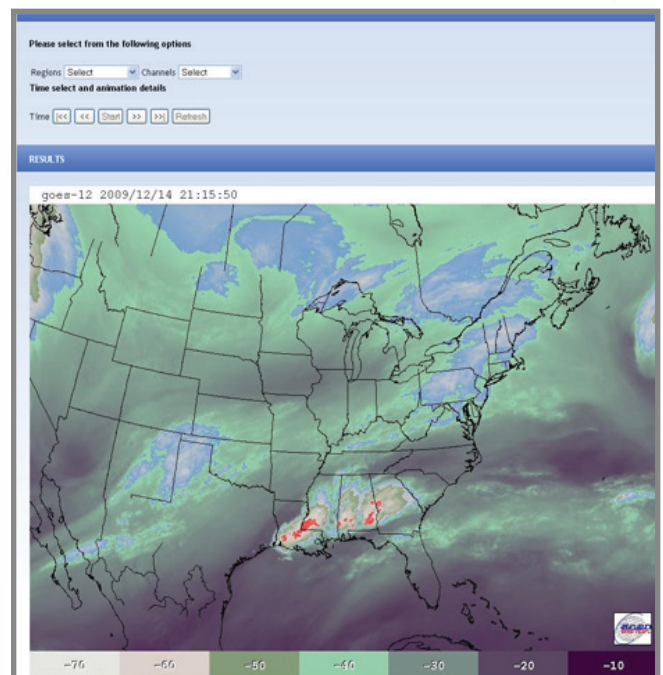 Please select from the following options
Regions Select Channels Select
Time select and animation details
Time |<< << Start >> >>| Refresh
RESULTS
goes-12 2009/12/14 21:15:50
-70 -60 -50 -40 -30 -20 -10